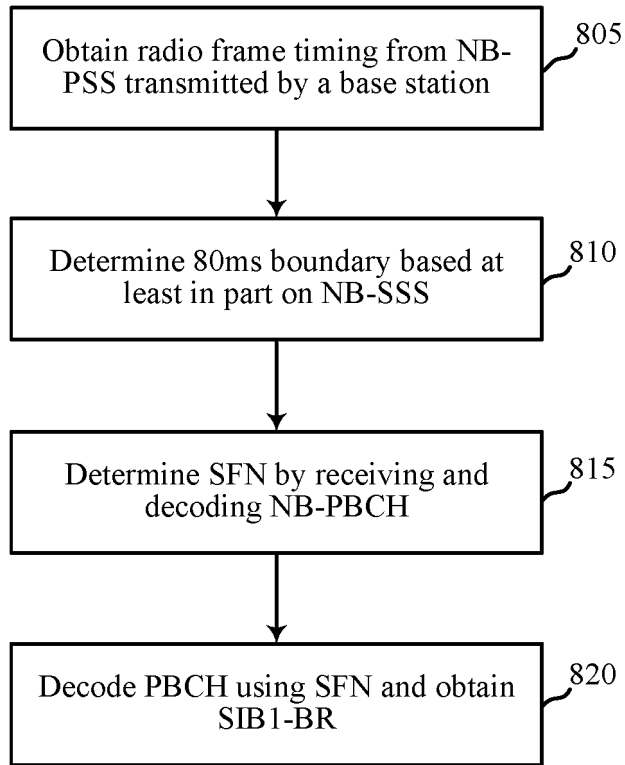 Obtain radio frame timing from NB-
PSS transmitted by a base station
805
Determine 80ms boundary based at
least in part on NB-SSS
810
Determine SFN by receiving and
decoding NB-PBCH
815
Decode PBCH using SFN and obtain
SIB1-BR
820